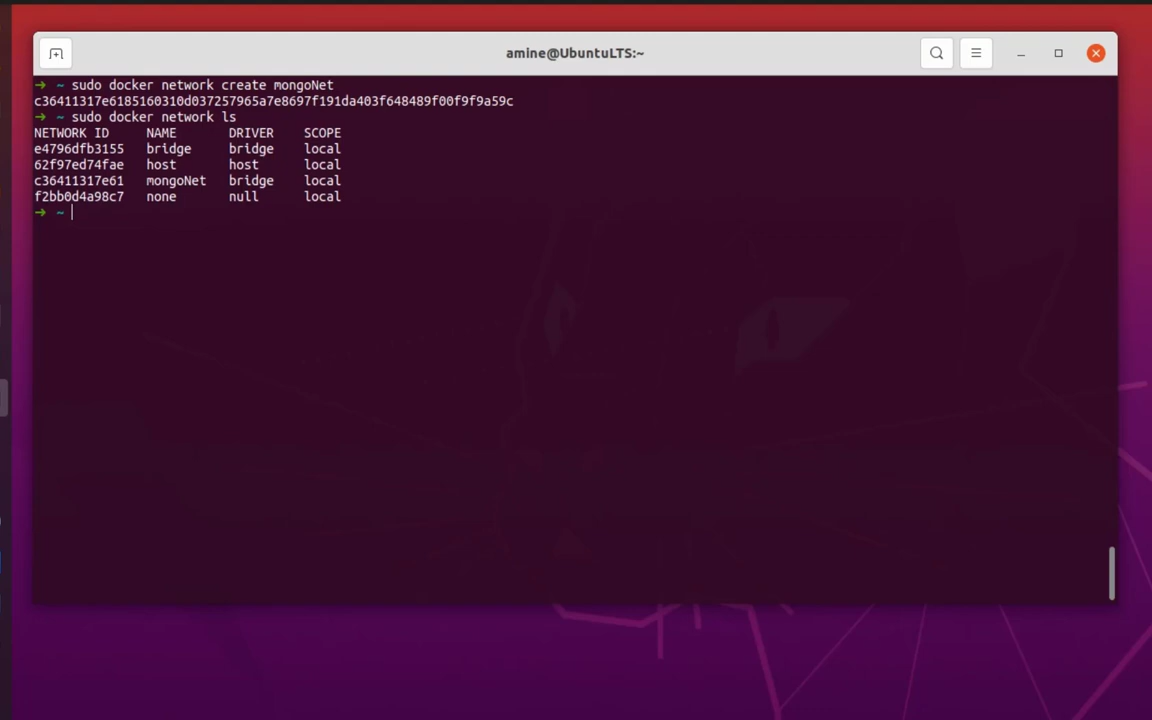 amine@UbuntuLTS:~
➜ ~ sudo docker network create mongoNet
c36411317e6185160310d037257965a7e8697f191da403f648489f00f9f9a59c
➜ ~ sudo docker network ls
NETWORK ID NAME DRIVER SCOPE
e4796dfb3155 bridge bridge local
62f97ed74fae host host local
c36411317e61 mongoNet bridge local
f2bb0d4a98c7 none null local
➜ ~